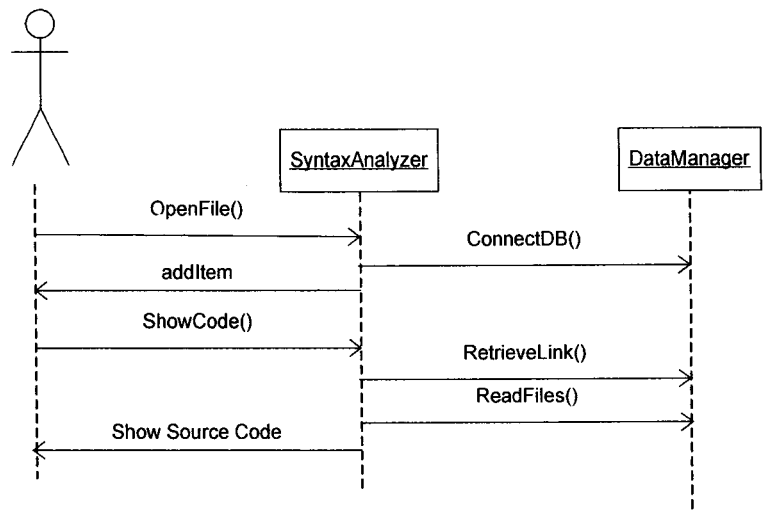 SyntaxAnalyzer
DataManager
OpenFile()
ConnectDB()
addItem
ShowCode()
RetrieveLink()
ReadFiles()
Show Source Code